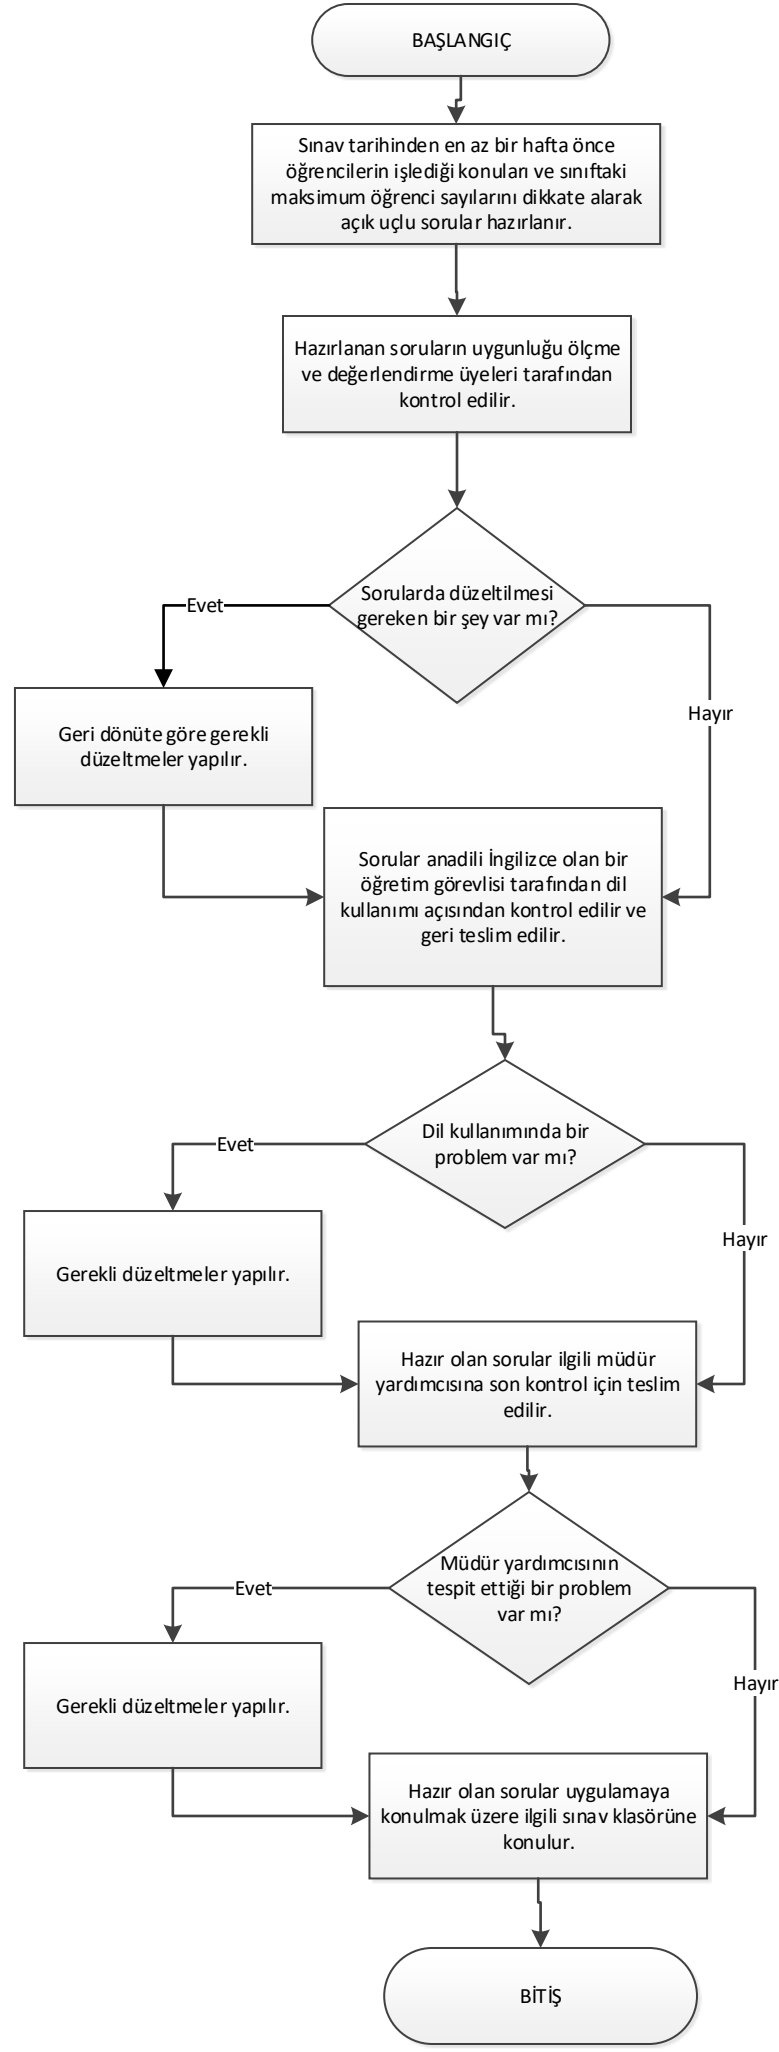 BAŞLANGIÇ
Sınav tarihinden en az bir hafta önce
öğrencilerin işlediği konuları ve sınıftaki
maksimum öğrenci sayılarını dikkate alarak
açık uçlu sorular hazırlanır.
Hazırlanan soruların uygunluğu ölçme
ve değerlendirme üyeleri tarafından
kontrol edilir.
Sorularda düzeltilmesi
gereken bir şey var mı?
Evet
Hayır
Geri dönüte göre gerekli
düzeltmeler yapılır.
Sorular anadili İngilizce olan bir
öğretim görevlisi tarafından dil
kullanımı açısından kontrol edilir ve
geri teslim edilir.
Dil kullanımında bir
problem var mı?
Evet
Hayır
Gerekli düzeltmeler yapılır.
Hazır olan sorular ilgili müdür
yardımcısına son kontrol için teslim
edilir.
Müdür yardımcısının
tespit ettiği bir problem
var mı?
Evet
Hayır
Gerekli düzeltmeler yapılır.
Hazır olan sorular uygulamaya
konulmak üzere ilgili sınav klasörüne
konulur.
BİTİŞ